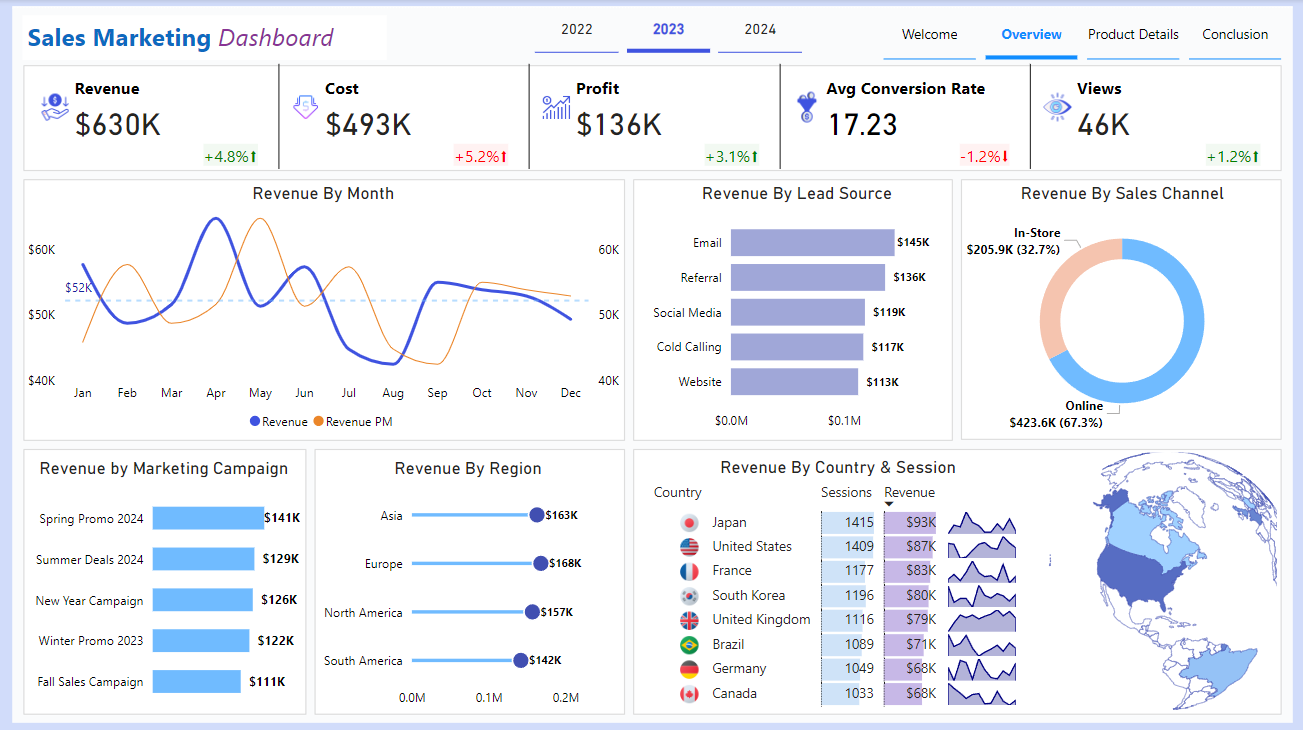 Sales Marketing Dashboard
2022 2023 2024
Welcome Overview Product Details Conclusion
Revenue
$630K
+4.8%⬆
Cost
$493K
+5.2%⬆
Profit
$136K
+3.1%⬆
Avg Conversion Rate
17.23
-1.2%⬇
Views
46K
+1.2%⬆
Revenue By Month
$60K 60K
$52K
$50K 50K
$40K 40K
Jan Feb Mar Apr May Jun Jul Aug Sep Oct Nov Dec
Revenue Revenue PM
Revenue By Lead Source
Email $145K
Referral $136K
Social Media $119K
Cold Calling $117K
Website $113K
$0.0M $0.1M
Revenue By Sales Channel
In-Store
$205.9K (32.7%)
Online
$423.6K (67.3%)
Revenue by Marketing Campaign
Spring Promo 2024 $141K
Summer Deals 2024 $129K
New Year Campaign $126K
Winter Promo 2023 $122K
Fall Sales Campaign $111K
Revenue By Region
Asia $163K
Europe $168K
North America $157K
South America $142K
0.0M 0.1M 0.2M
Revenue By Country & Session
Country Sessions Revenue
Japan 1415 $93K
United States 1409 $87K
France 1177 $83K
South Korea 1196 $80K
United Kingdom 1116 $79K
Brazil 1089 $71K
Germany 1049 $68K
Canada 1033 $68K